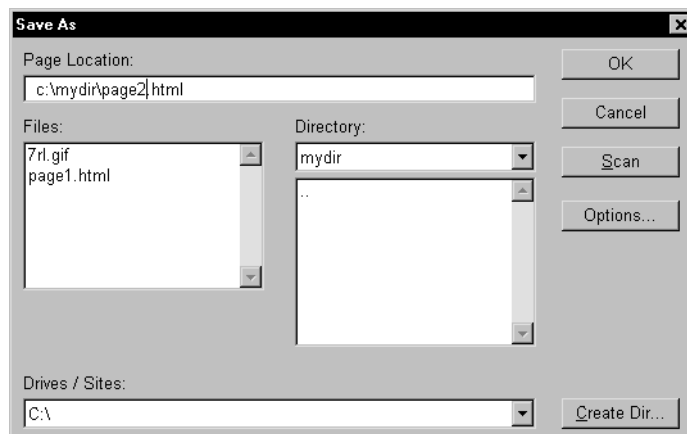 Save As
Page Location:
OK
c:\mydir\page2.html
Cancel
Files:
Directory:
7rl.gif
page1.html
mydir
Scan
..
Options...
Drives / Sites:
C:\
Create Dir...